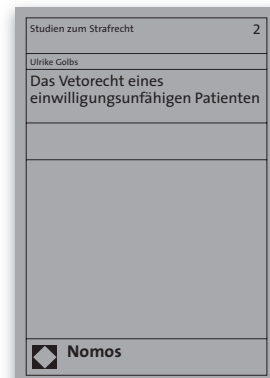 Studien zum Strafrecht 2
Ulrike Golbs
Das Vetorecht eines
einwilligungsunfähigen Patienten
Nomos